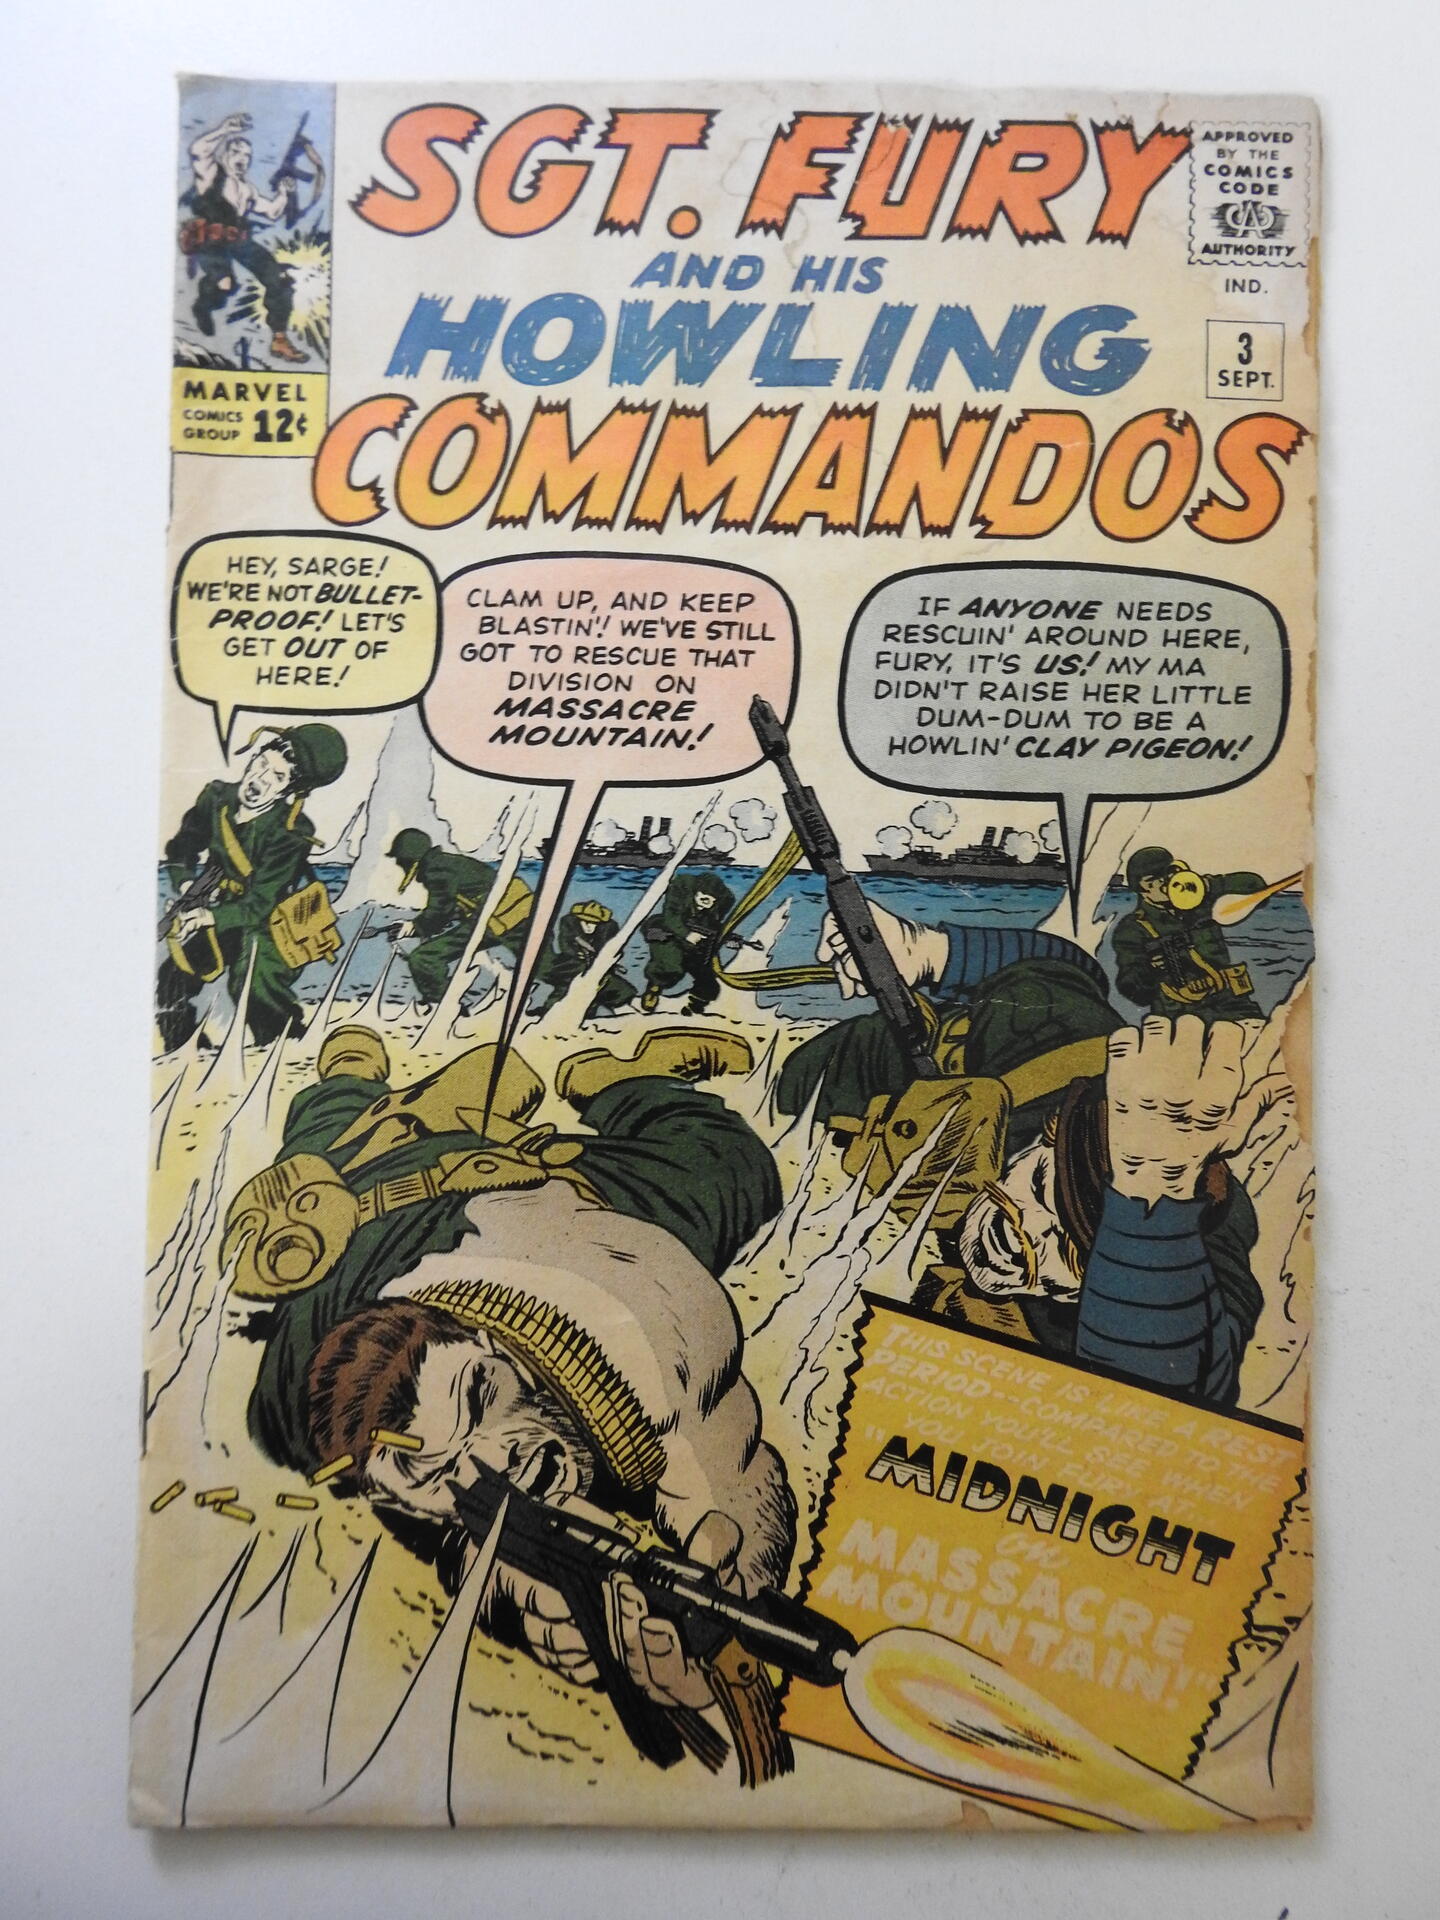 SGT. FURY
AND HIS
HOWLING
COMMANDOS
APPROVED
BY THE
COMICS
CODE
CA
AUTHORITY
IND.
3
SEPT.
MARVEL
COMICS
GROUP 12¢
HEY, SARGE!
WE'RE NOT BULLET-
PROOF! LET'S
GET OUT OF
HERE!
CLAM UP, AND KEEP
BLASTIN'! WE'VE STILL
GOT TO RESCUE THAT
DIVISION ON
MASSACRE
MOUNTAIN!
IF ANYONE NEEDS
RESCUIN' AROUND HERE,
FURY, IT'S US! MY MA
DIDN'T RAISE HER LITTLE
DUM-DUM TO BE A
HOWLIN' CLAY PIGEON!
THIS SCENE IS LIKE A REST
PERIOD--COMPARED TO THE
ACTION YOU'LL SEE WHEN
YOU JOIN FURY AT...
"MIDNIGHT
ON
MASSACRE
MOUNTAIN!"